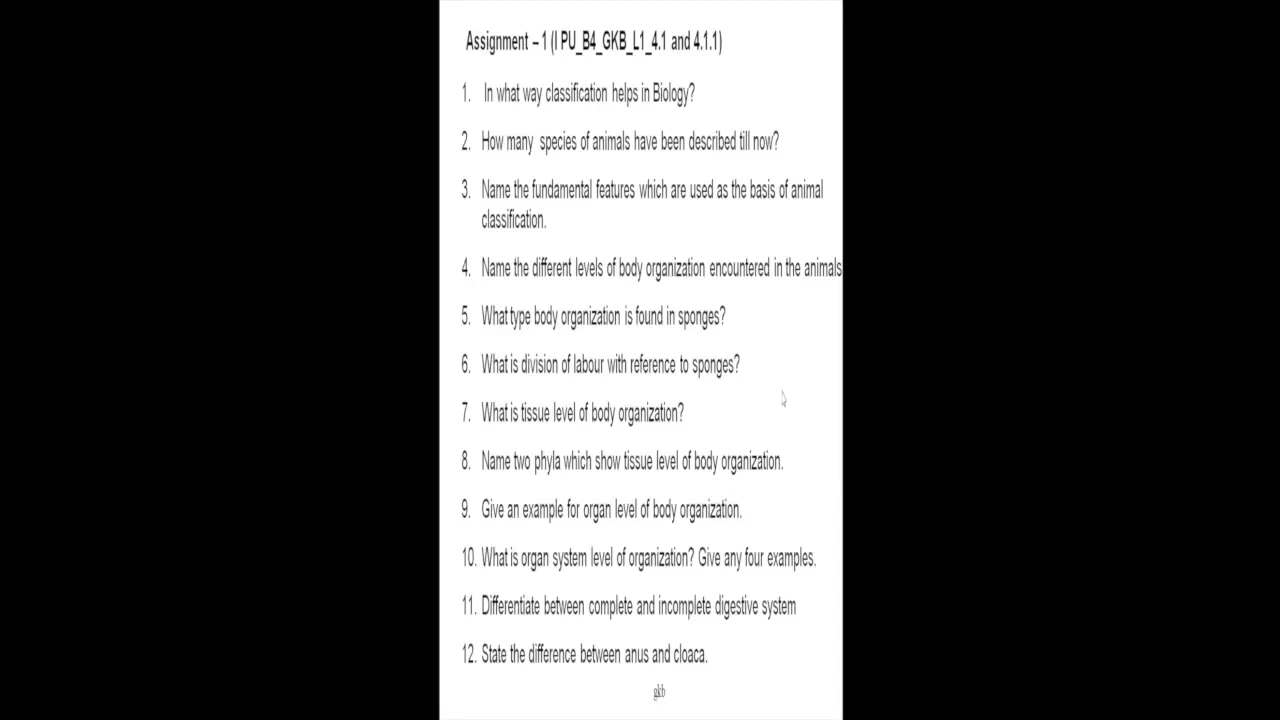 Assignment – 1 (I PU_B4_GKB_L1_4.1 and 4.1.1)
1. In what way classification helps in Biology?
2. How many species of animals have been described till now?
3. Name the fundamental features which are used as the basis of animal
classification.
4. Name the different levels of body organization encountered in the animals
5. What type body organization is found in sponges?
6. What is division of labour with reference to sponges?
7. What is tissue level of body organization?
8. Name two phyla which show tissue level of body organization.
9. Give an example for organ level of body organization.
10. What is organ system level of organization? Give any four examples.
11. Differentiate between complete and incomplete digestive system
12. State the difference between anus and cloaca.
gkb